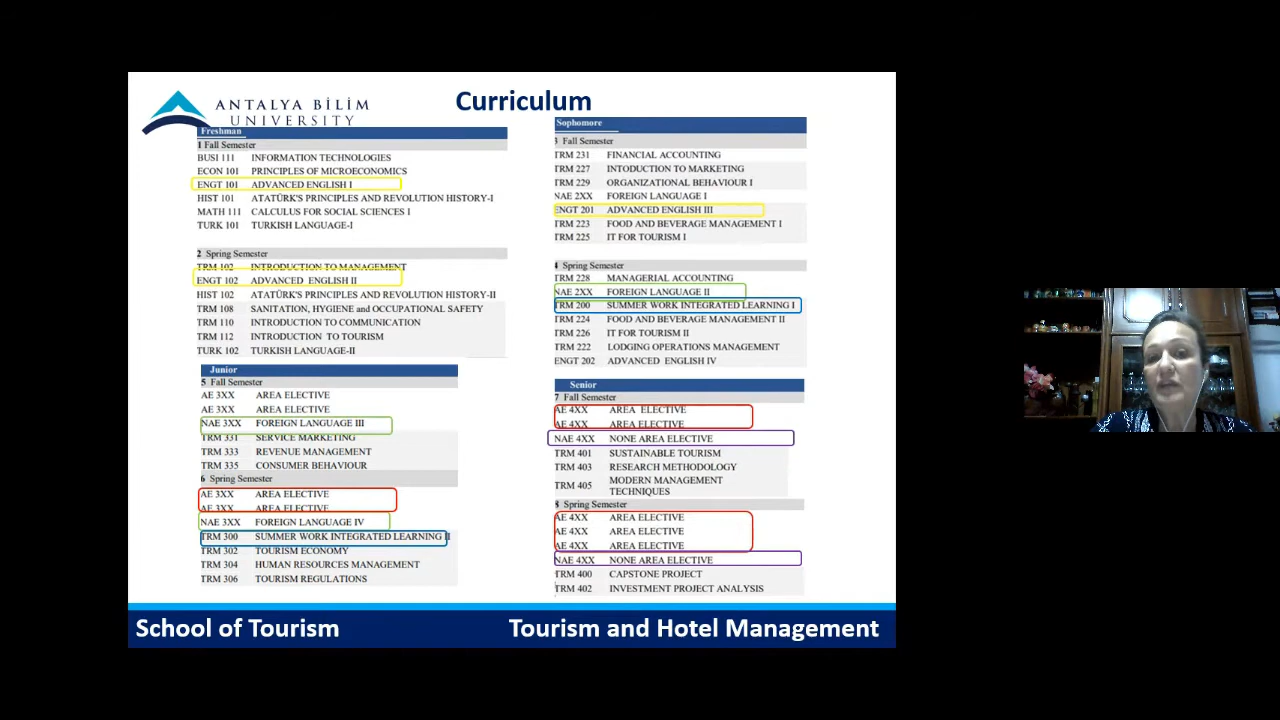 ANTALYA BİLİM
UNIVERSITY
Curriculum
Freshman
1 Fall Semester
BUSI 111 INFORMATION TECHNOLOGIES
ECON 101 PRINCIPLES OF MICROECONOMICS
ENGT 101 ADVANCED ENGLISH I
HIST 101 ATATÜRK'S PRINCIPLES AND REVOLUTION HISTORY-I
MATH 111 CALCULUS FOR SOCIAL SCIENCES I
TURK 101 TURKISH LANGUAGE-I
2 Spring Semester
TRM 102 INTRODUCTION TO MANAGEMENT
ENGT 102 ADVANCED ENGLISH II
HIST 102 ATATÜRK'S PRINCIPLES AND REVOLUTION HISTORY-II
TRM 108 SANITATION, HYGIENE and OCCUPATIONAL SAFETY
TRM 110 INTRODUCTION TO COMMUNICATION
TRM 112 INTRODUCTION TO TOURISM
TURK 102 TURKISH LANGUAGE-II
Sophomore
3 Fall Semester
TRM 231 FINANCIAL ACCOUNTING
TRM 227 INTODUCTION TO MARKETING
TRM 229 ORGANIZATIONAL BEHAVIOUR I
NAE 2XX FOREIGN LANGUAGE I
ENGT 201 ADVANCED ENGLISH III
TRM 223 FOOD AND BEVERAGE MANAGEMENT I
TRM 225 IT FOR TOURISM I
4 Spring Semester
TRM 228 MANAGERIAL ACCOUNTING
NAE 2XX FOREIGN LANGUAGE II
TRM 200 SUMMER WORK INTEGRATED LEARNING I
TRM 224 FOOD AND BEVERAGE MANAGEMENT II
TRM 226 IT FOR TOURISM II
TRM 222 LODGING OPERATIONS MANAGEMENT
ENGT 202 ADVANCED ENGLISH IV
Junior
5 Fall Semester
AE 3XX AREA ELECTIVE
AE 3XX AREA ELECTIVE
NAE 3XX FOREIGN LANGUAGE III
TRM 331 SERVICE MARKETING
TRM 333 REVENUE MANAGEMENT
TRM 335 CONSUMER BEHAVIOUR
6 Spring Semester
AE 3XX AREA ELECTIVE
AE 3XX AREA ELECTIVE
NAE 3XX FOREIGN LANGUAGE IV
TRM 300 SUMMER WORK INTEGRATED LEARNING II
TRM 302 TOURISM ECONOMY
TRM 304 HUMAN RESOURCES MANAGEMENT
TRM 306 TOURISM REGULATIONS
Senior
7 Fall Semester
AE 4XX AREA ELECTIVE
AE 4XX AREA ELECTIVE
NAE 4XX NONE AREA ELECTIVE
TRM 401 SUSTAINABLE TOURISM
TRM 403 RESEARCH METHODOLOGY
TRM 405 MODERN MANAGEMENT
TECHNIQUES
8 Spring Semester
AE 4XX AREA ELECTIVE
AE 4XX AREA ELECTIVE
AE 4XX AREA ELECTIVE
NAE 4XX NONE AREA ELECTIVE
TRM 400 CAPSTONE PROJECT
TRM 402 INVESTMENT PROJECT ANALYSIS
School of Tourism
Tourism and Hotel Management